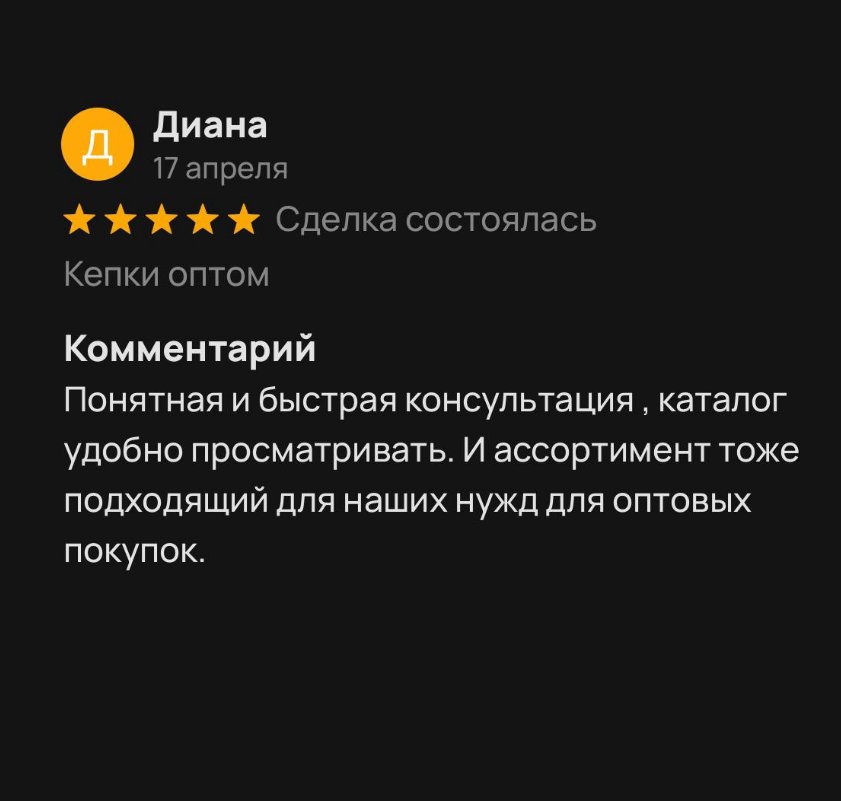 Д
Диана
17 апреля
Сделка состоялась
Кепки оптом
Комментарий
Понятная и быстрая консультация , каталог
удобно просматривать. И ассортимент тоже
подходящий для наших нужд для оптовых
покупок.